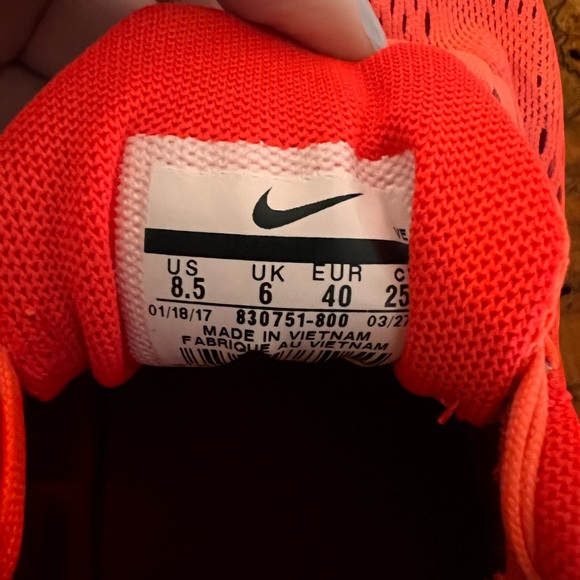 VE
US UK EUR C
8.5 6 40 25
01/18/17 830751-800 03/27
MADE IN VIETNAM
FABRIQUE AU VIETNAM